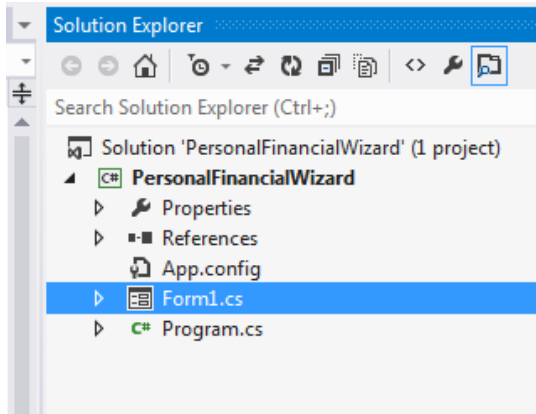 Solution Explorer
Search Solution Explorer (Ctrl+;)
Solution 'PersonalFinancialWizard' (1 project)
C# PersonalFinancialWizard
Properties
References
App.config
Form1.cs
C# Program.cs